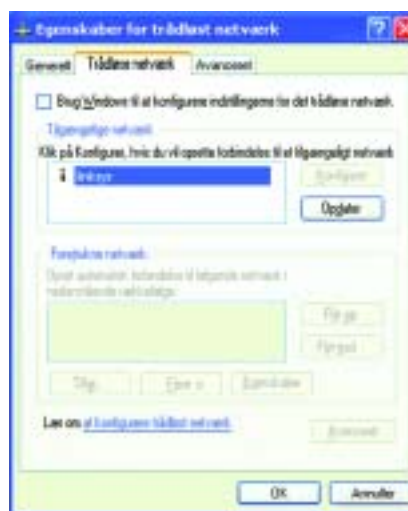 Egenskaber for trådløst netværk
Generelt Trådløse netværk Avanceret
Brug Windows til at konfigurere indstillingerne for det trådløse netværk.
Tilgængelige netværk:
Klik på Konfigurer, hvis du vil oprette forbindelse til et tilgængeligt netværk
linksys
Konfigurer
Opdater
Foretrukne netværk:
Opret automatisk forbindelse til følgende netværk i
nedenstående rækkefølge:
Flyt op
Flyt ned
Tilføj... Fjern Egenskaber
Lær om at konfigurere trådløst netværk.
Avanceret
OK Annuller